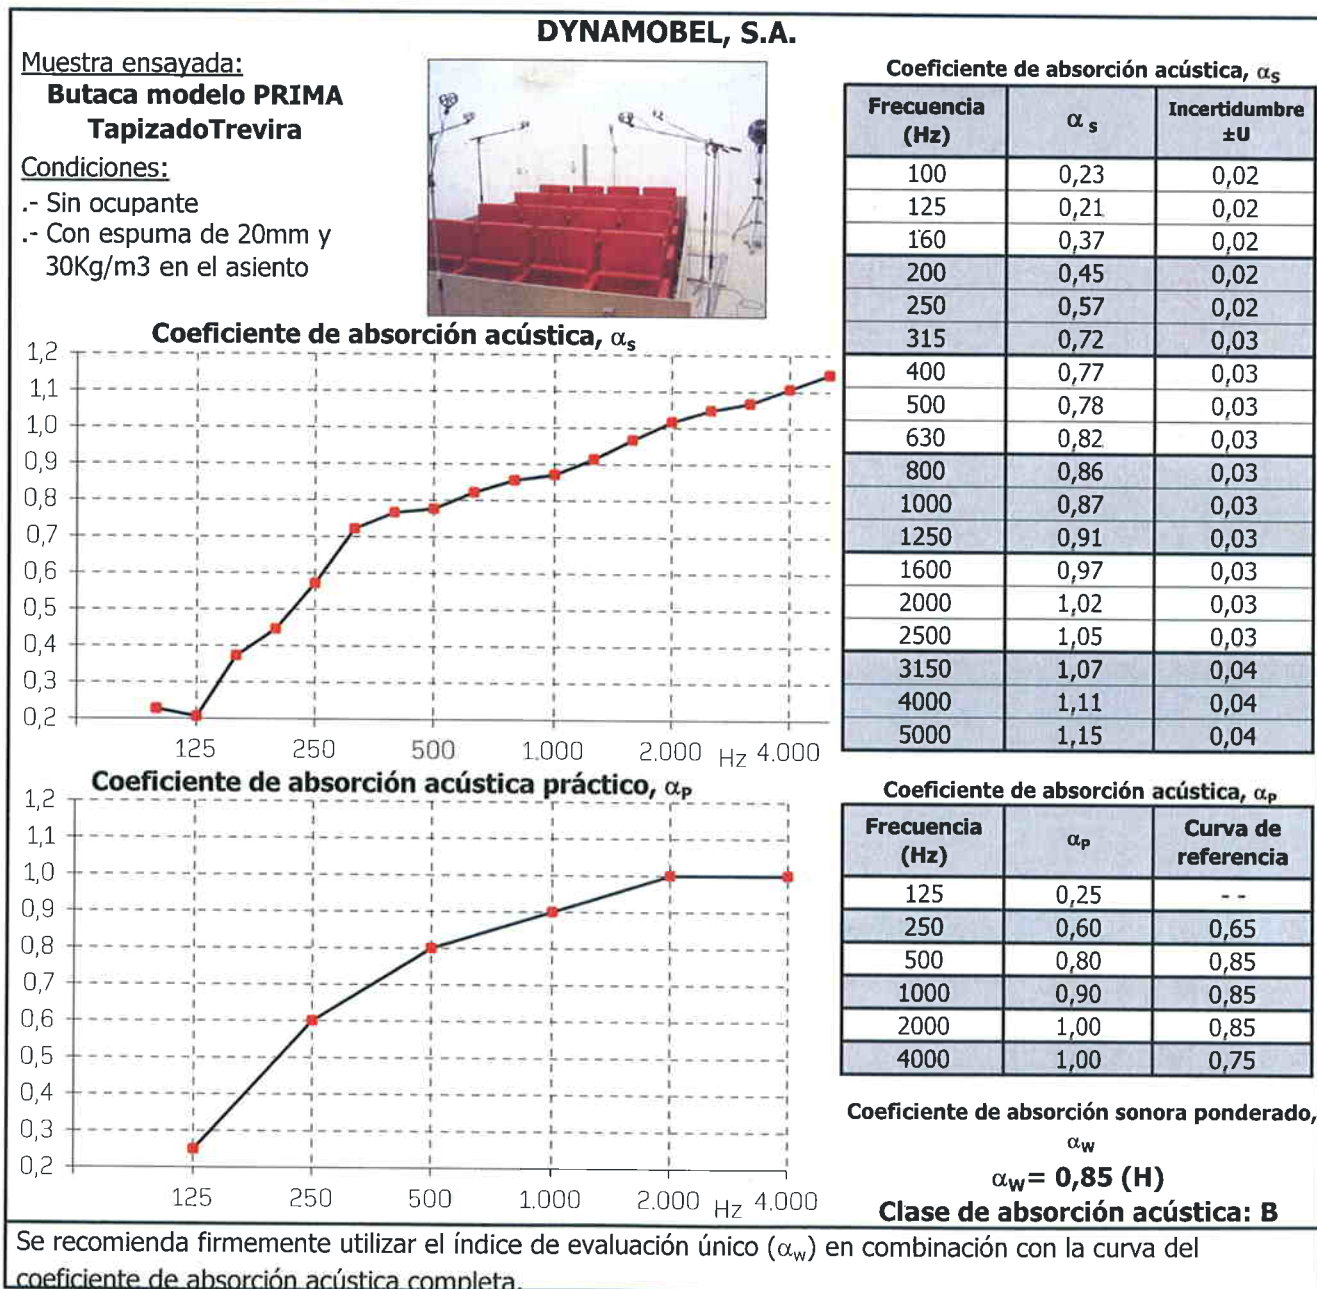 DYNAMOBEL, S.A.
Muestra ensayada:
Butaca modelo PRIMA
TapizadoTrevira
Condiciones:
.- Sin ocupante
.- Con espuma de 20mm y
30Kg/m3 en el asiento
Coeficiente de absorción acústica, αs
1,2
1,1
1,0
0,9
0,8
0,7
0,6
0,5
0,4
0,3
0,2
125 250 500 1.000 2.000 Hz 4.000
Coeficiente de absorción acústica práctico, αP
1,2
1,1
1,0
0,9
0,8
0,7
0,6
0,5
0,4
0,3
0,2
125 250 500 1.000 2.000 Hz 4.000
Coeficiente de absorción acústica, αs
Frecuencia (Hz) αs Incertidumbre ±U
100 0,23 0,02
125 0,21 0,02
160 0,37 0,02
200 0,45 0,02
250 0,57 0,02
315 0,72 0,03
400 0,77 0,03
500 0,78 0,03
630 0,82 0,03
800 0,86 0,03
1000 0,87 0,03
1250 0,91 0,03
1600 0,97 0,03
2000 1,02 0,03
2500 1,05 0,03
3150 1,07 0,04
4000 1,11 0,04
5000 1,15 0,04
Coeficiente de absorción acústica, αP
Frecuencia (Hz) αP Curva de referencia
125 0,25 - -
250 0,60 0,65
500 0,80 0,85
1000 0,90 0,85
2000 1,00 0,85
4000 1,00 0,75
Coeficiente de absorción sonora ponderado,
αw
αw= 0,85 (H)
Clase de absorción acústica: B
Se recomienda firmemente utilizar el índice de evaluación único (αw) en combinación con la curva del
coeficiente de absorción acústica completa.